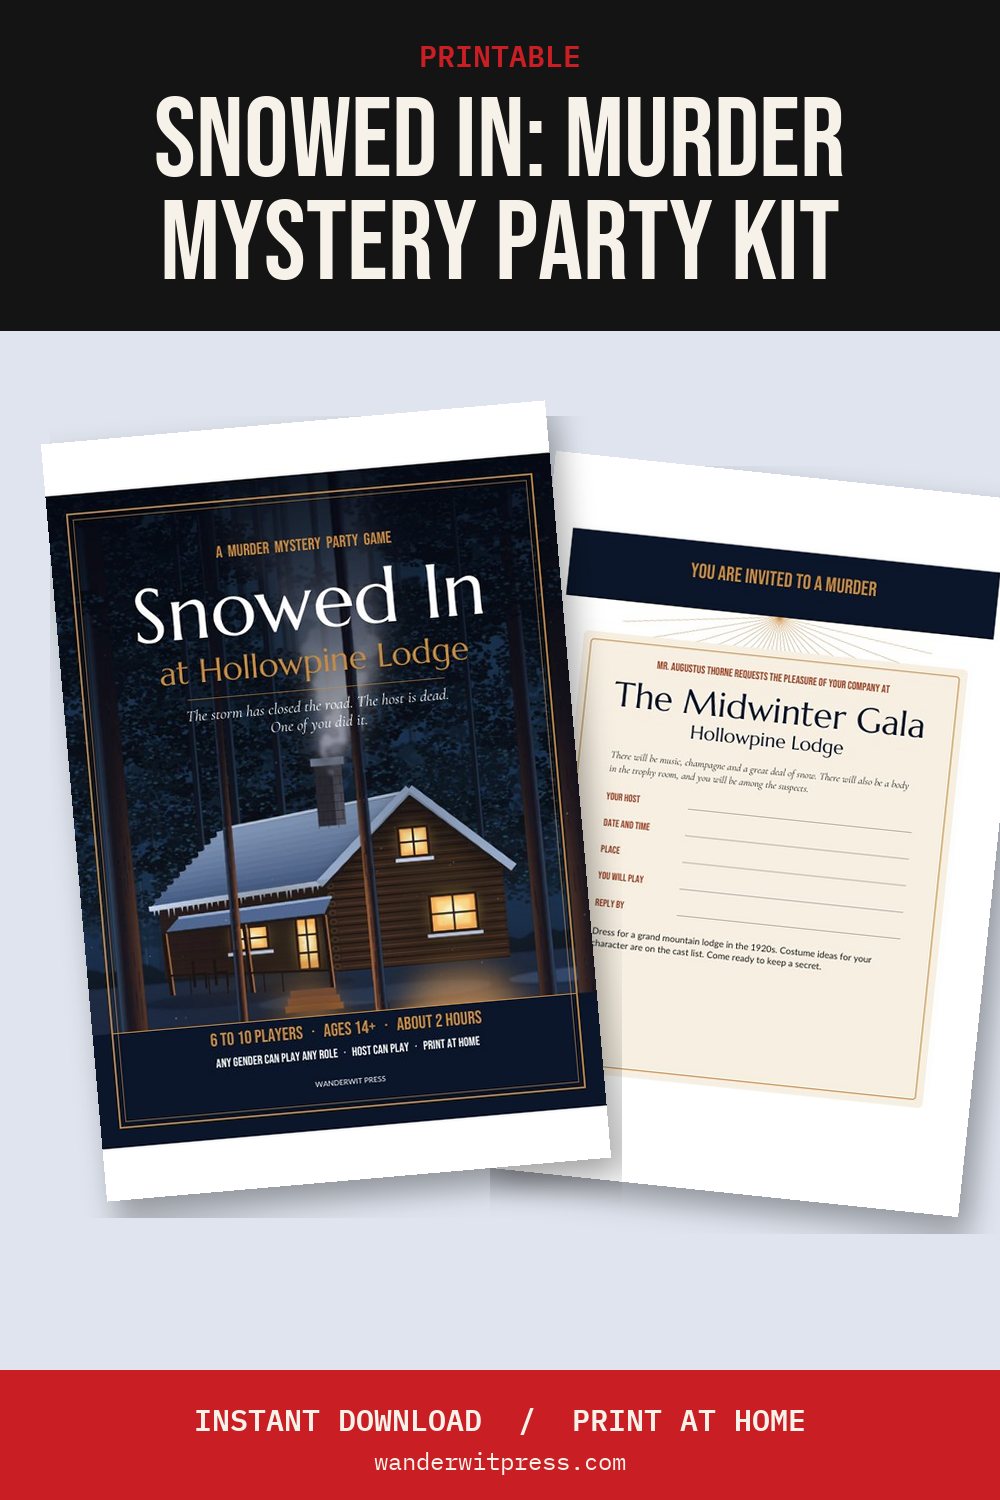 PRINTABLE
SNOWED IN: MURDER
MYSTERY PARTY KIT
A MURDER MYSTERY PARTY GAME
Snowed In
at Hollowpine Lodge
The storm has closed the road. The host is dead.
One of you did it.
6 TO 10 PLAYERS · AGES 14+ · ABOUT 2 HOURS
ANY GENDER CAN PLAY ANY ROLE · HOST CAN PLAY · PRINT AT HOME
WANDERWIT PRESS
YOU ARE INVITED TO A MURDER
MR. AUGUSTUS THORNE REQUESTS THE PLEASURE OF YOUR COMPANY AT
The Midwinter Gala
Hollowpine Lodge
There will be music, champagne and a great deal of snow. There will also be a body
in the trophy room, and you will be among the suspects.
YOUR HOST
DATE AND TIME
PLACE
YOU WILL PLAY
REPLY BY
Dress for a grand mountain lodge in the 1920s. Costume ideas for your
character are on the cast list. Come ready to keep a secret.
INSTANT DOWNLOAD / PRINT AT HOME
wanderwitpress.com